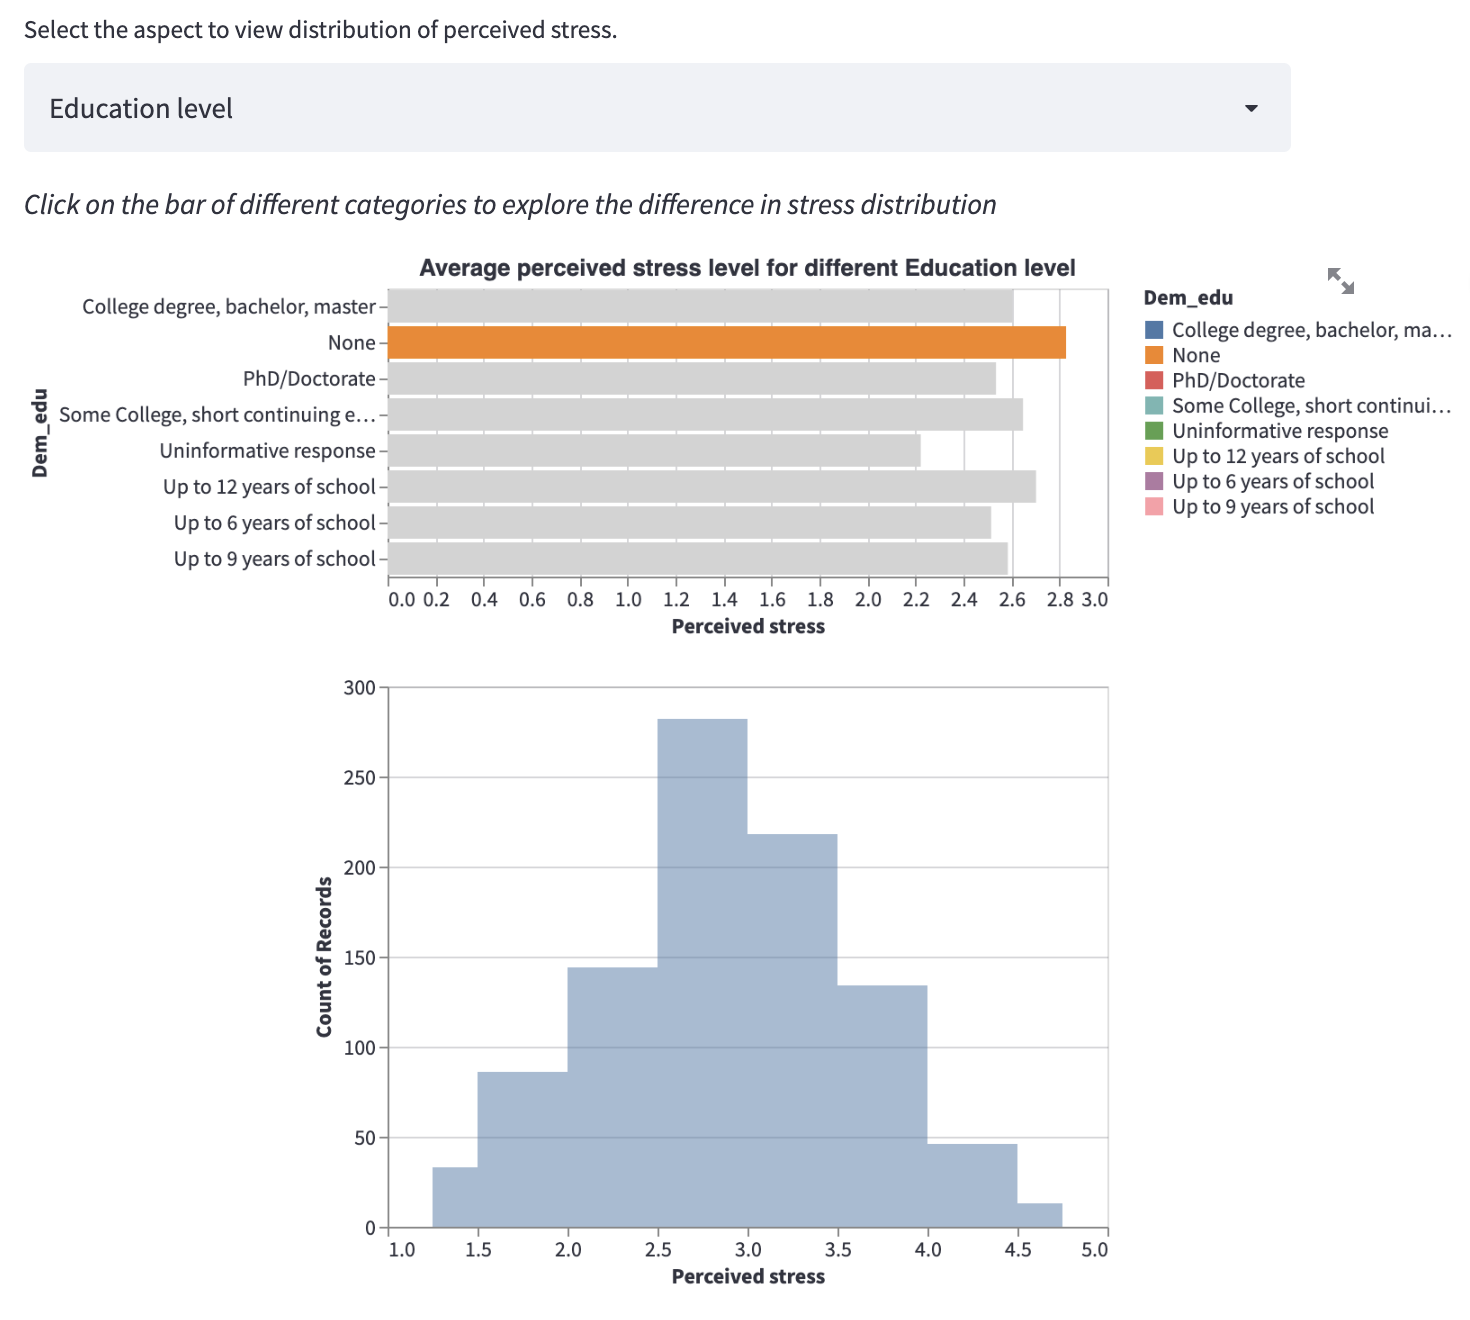 Select the aspect to view distribution of perceived stress.
Education level
Click on the bar of different categories to explore the difference in stress distribution
Average perceived stress level for different Education level
Dem_edu
College degree, bachelor, master
None
PhD/Doctorate
Some College, short continuing e…
Uninformative response
Up to 12 years of school
Up to 6 years of school
Up to 9 years of school
0.0 0.2 0.4 0.6 0.8 1.0 1.2 1.4 1.6 1.8 2.0 2.2 2.4 2.6 2.8 3.0
Perceived stress
Dem_edu
College degree, bachelor, ma…
None
PhD/Doctorate
Some College, short continui…
Uninformative response
Up to 12 years of school
Up to 6 years of school
Up to 9 years of school
Count of Records
300
250
200
150
100
50
0
1.0 1.5 2.0 2.5 3.0 3.5 4.0 4.5 5.0
Perceived stress